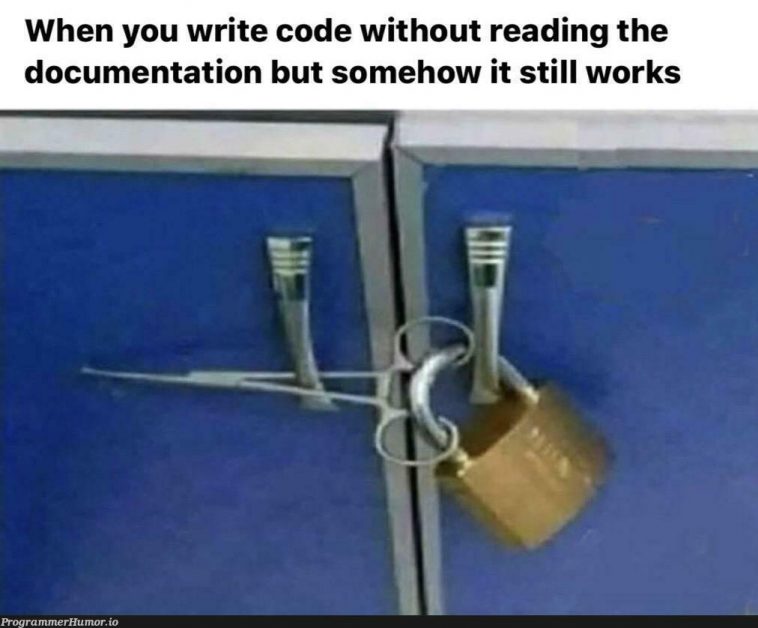 When you write code without reading the
documentation but somehow it still works
ProgrammerHumor.io